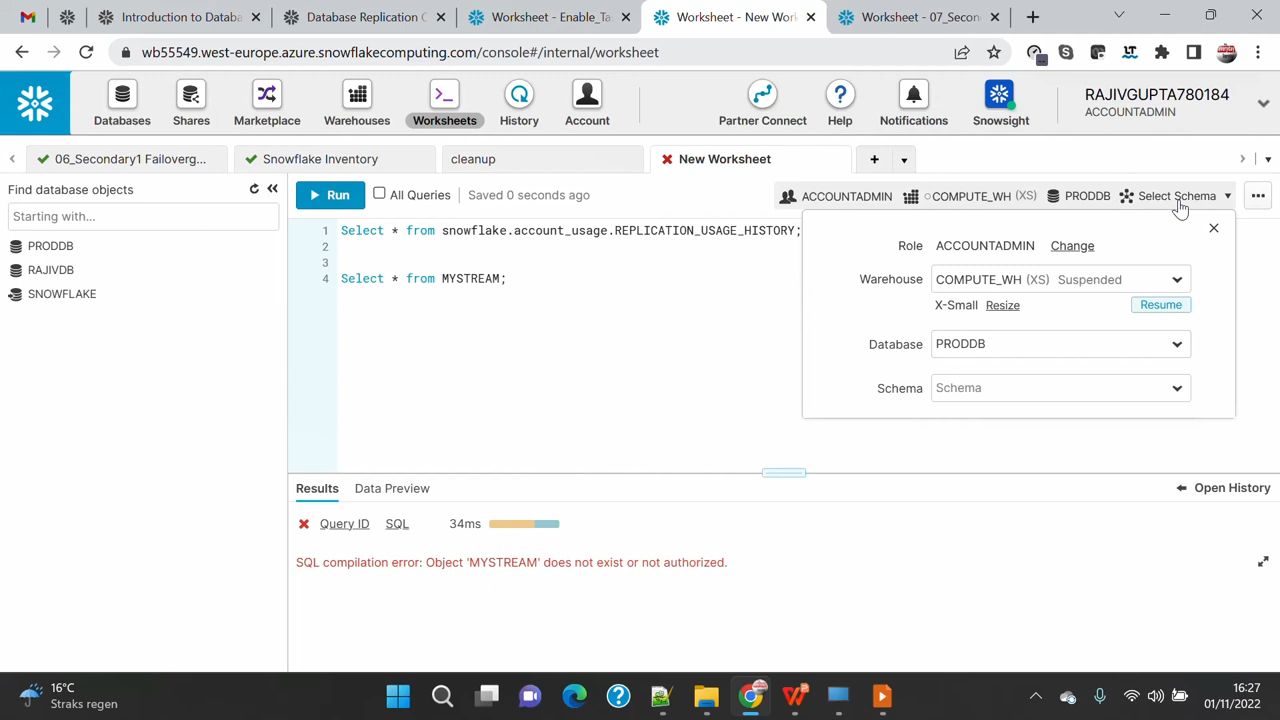 Introduction to Databa
Database Replication C
Worksheet - Enable_Ta
Worksheet - New Work
Worksheet - 07_Secon
wb55549.west-europe.azure.snowflakecomputing.com/console#/internal/worksheet
Databases
Shares
Marketplace
Warehouses
Worksheets
History
Account
Partner Connect
Help
Notifications
Snowsight
RAJIVGUPTA780184
ACCOUNTADMIN
06_Secondary1 Failoverg...
Snowflake Inventory
cleanup
New Worksheet
Find database objects
Starting with...
PRODDB
RAJIVDB
SNOWFLAKE
Run
All Queries
Saved 0 seconds ago
ACCOUNTADMIN
COMPUTE_WH (XS)
PRODDB
Select Schema
1 Select * from snowflake.account_usage.REPLICATION_USAGE_HISTORY;
2
3
4 Select * from MYSTREAM;
Role ACCOUNTADMIN Change
Warehouse COMPUTE_WH (XS) Suspended
X-Small Resize Resume
Database PRODDB
Schema Schema
Results Data Preview
Open History
Query ID SQL 34ms
SQL compilation error: Object 'MYSTREAM' does not exist or not authorized.
16°C
Straks regen
16:27
01/11/2022